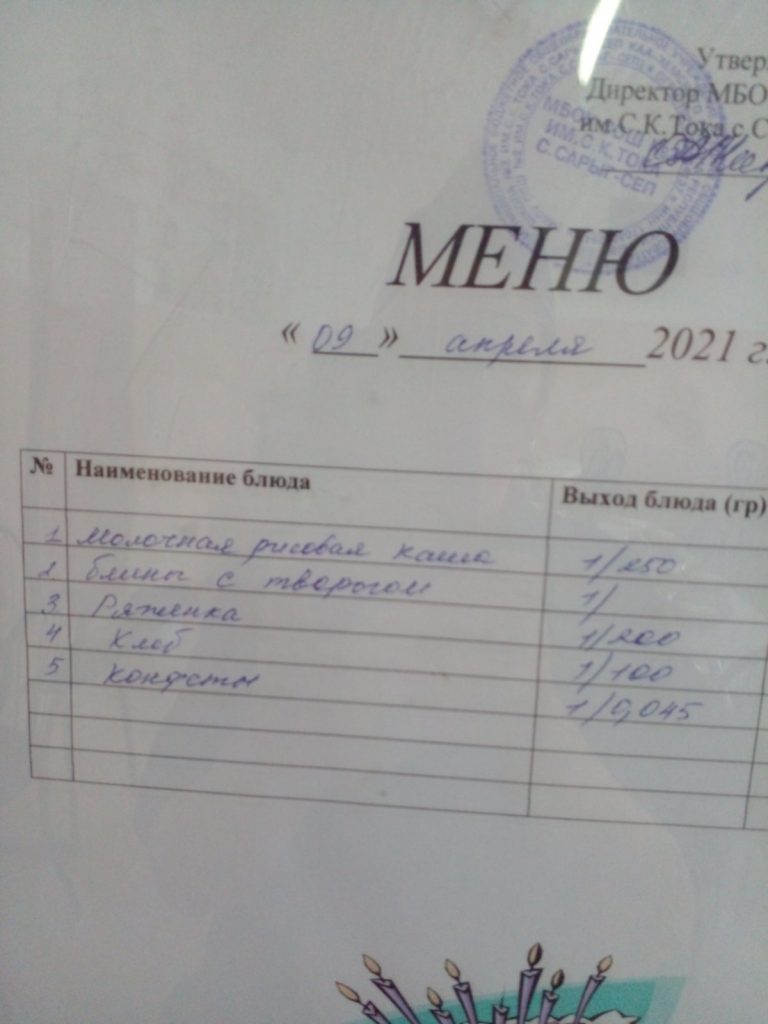 Утвер
Директор МБО
им.С.К.Тока с С
МБОУ СОШ
ИМ. С. К. ТОКА
С. САРЫГ-СЕП
МЕНЮ
« 09 » апреля 2021 г.
№ Наименование блюда Выход блюда (гр)
1 Молочная рисовая каша 1/250
2 блины с творогом 1/
3 Ряженка 1/200
4 Хлеб 1/100
5 конфеты 1/0,045